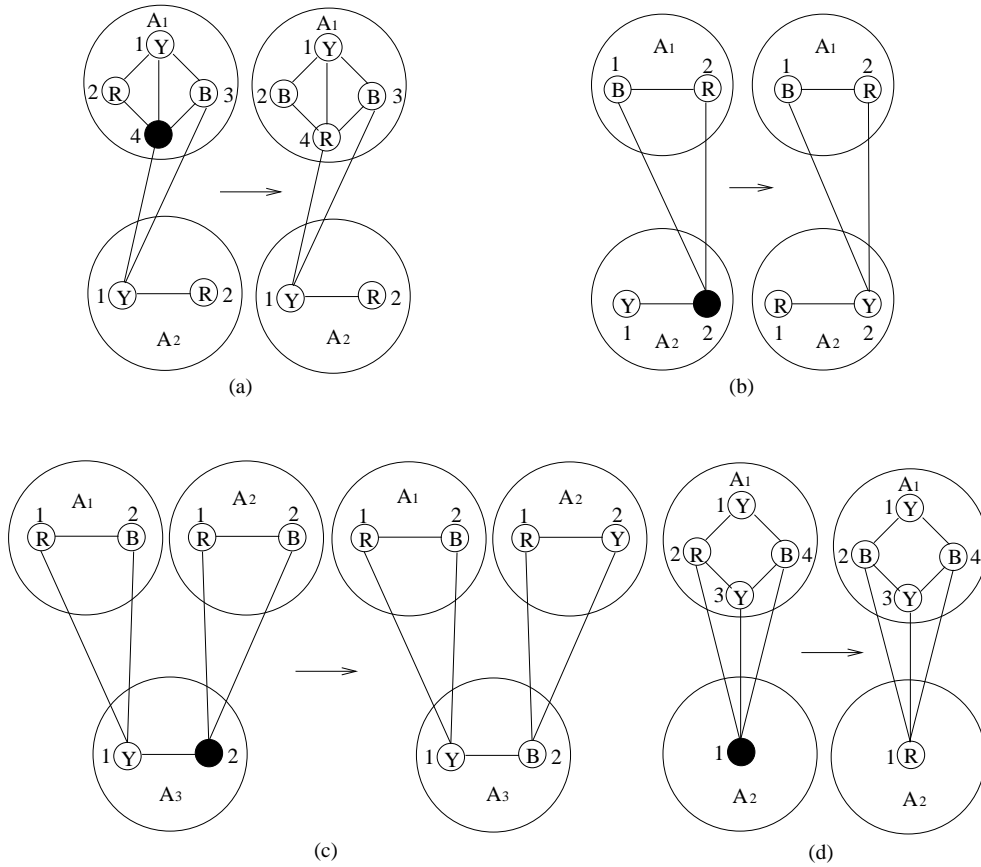 A1
1 Y
2 R B 3
4
1 Y R 2
A2
A1
1 Y
2 B B 3
4 R
1 Y R 2
A2
(a)
A1
1 2
B R
Y
1 2
A2
A1
1 2
B R
R Y
1 2
A2
(b)
A1
1 2
R B
A2
1 2
R B
1 Y 2
A3
A1
1 2
R B
A2
1 2
R Y
1 Y B 2
A3
(c)
A1
1 Y
2 R B 4
3 Y
1
A2
A1
1 Y
2 B B 4
3 Y
1 R
A2
(d)